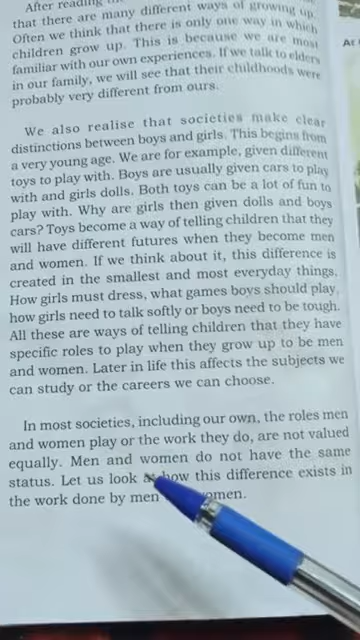 After reading
that there are many different ways of growing up.
Often we think that there is only one way in which
children grow up. This is because we are most
familiar with our own experiences. If we talk to elders
in our family, we will see that their childhoods were
probably very different from ours.
We also realise that societies make clear
distinctions between boys and girls. This begins from
a very young age. We are for example, given different
toys to play with. Boys are usually given cars to play
with and girls dolls. Both toys can be a lot of fun to
play with. Why are girls then given dolls and boys
cars? Toys become a way of telling children that they
will have different futures when they become men
and women. If we think about it, this difference is
created in the smallest and most everyday things.
How girls must dress, what games boys should play,
how girls need to talk softly or boys need to be tough.
All these are ways of telling children that they have
specific roles to play when they grow up to be men
and women. Later in life this affects the subjects we
can study or the careers we can choose.
In most societies, including our own, the roles men
and women play or the work they do, are not valued
equally. Men and women do not have the same
status. Let us look at how this difference exists in
the work done by men